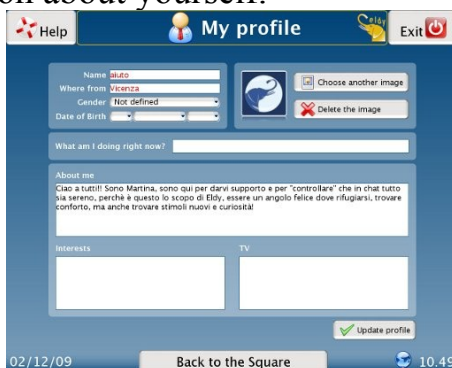 on about yourself.
Help
My profile
Eldy
Exit
Name aiuto
Where from Vicenza
Gender Not defined
Date of Birth
Choose another image
Delete the image
What am I doing right now?
About me
Ciao a tutti!! Sono Martina, sono qui per darvi supporto e per "controllare" che in chat tutto
sia sereno, perchè è questo lo scopo di Eldy, essere un angolo felice dove rifugiarsi, trovare
conforto, ma anche trovare stimoli nuovi e curiosità!
Interests
TV
Update profile
02/12/09
Back to the Square
10.49